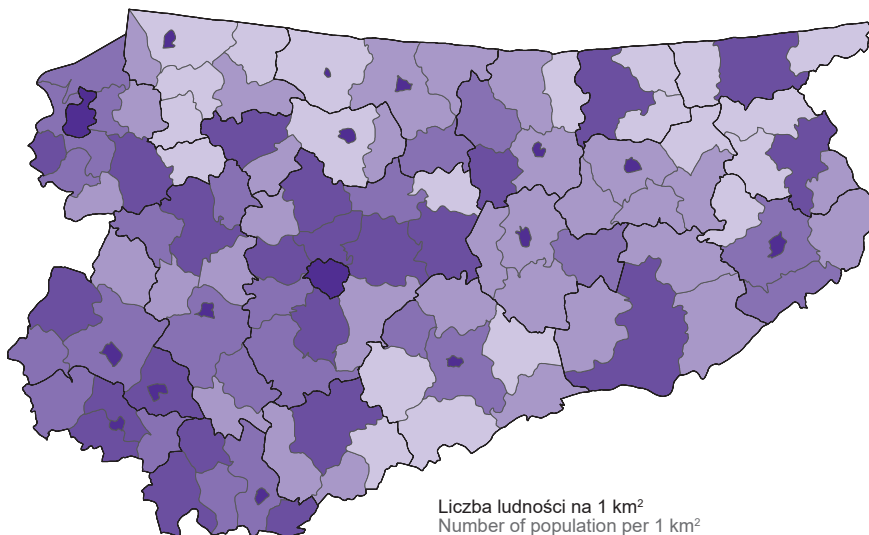 Liczba ludności na 1 km²
Number of population per 1 km²